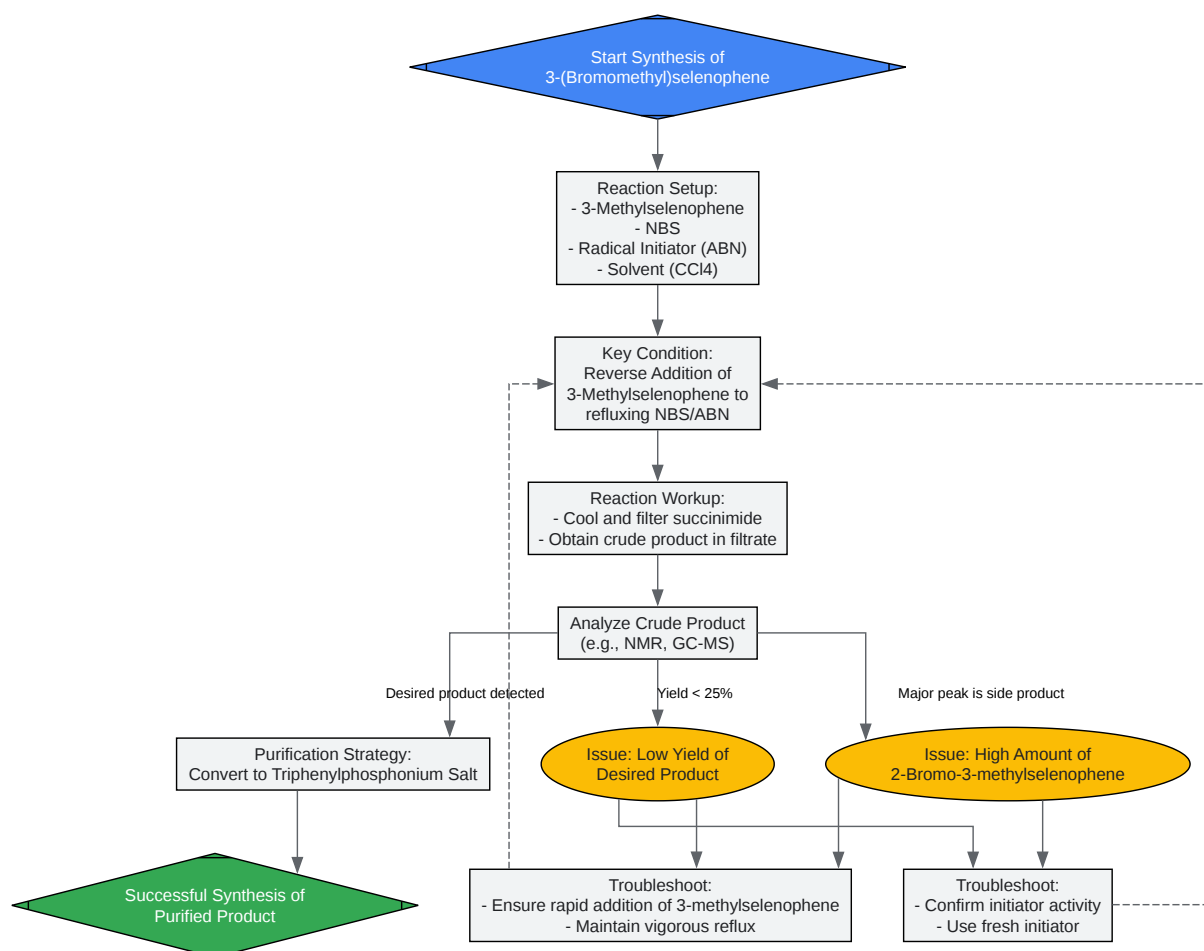 Start Synthesis of
3-(Bromomethyl)selenophene
Reaction Setup:
- 3-Methylselenophene
- NBS
- Radical Initiator (ABN)
- Solvent (CCl4)
Key Condition:
Reverse Addition of
3-Methylselenophene to
refluxing NBS/ABN
Reaction Workup:
- Cool and filter succinimide
- Obtain crude product in filtrate
Analyze Crude Product
(e.g., NMR, GC-MS)
Desired product detected
Yield < 25%
Major peak is side product
Purification Strategy:
Convert to Triphenylphosphonium Salt
Issue: Low Yield of
Desired Product
Issue: High Amount of
2-Bromo-3-methylselenophene
Successful Synthesis of
Purified Product
Troubleshoot:
- Ensure rapid addition of 3-methylselenophene
- Maintain vigorous reflux
Troubleshoot:
- Confirm initiator activity
- Use fresh initiator